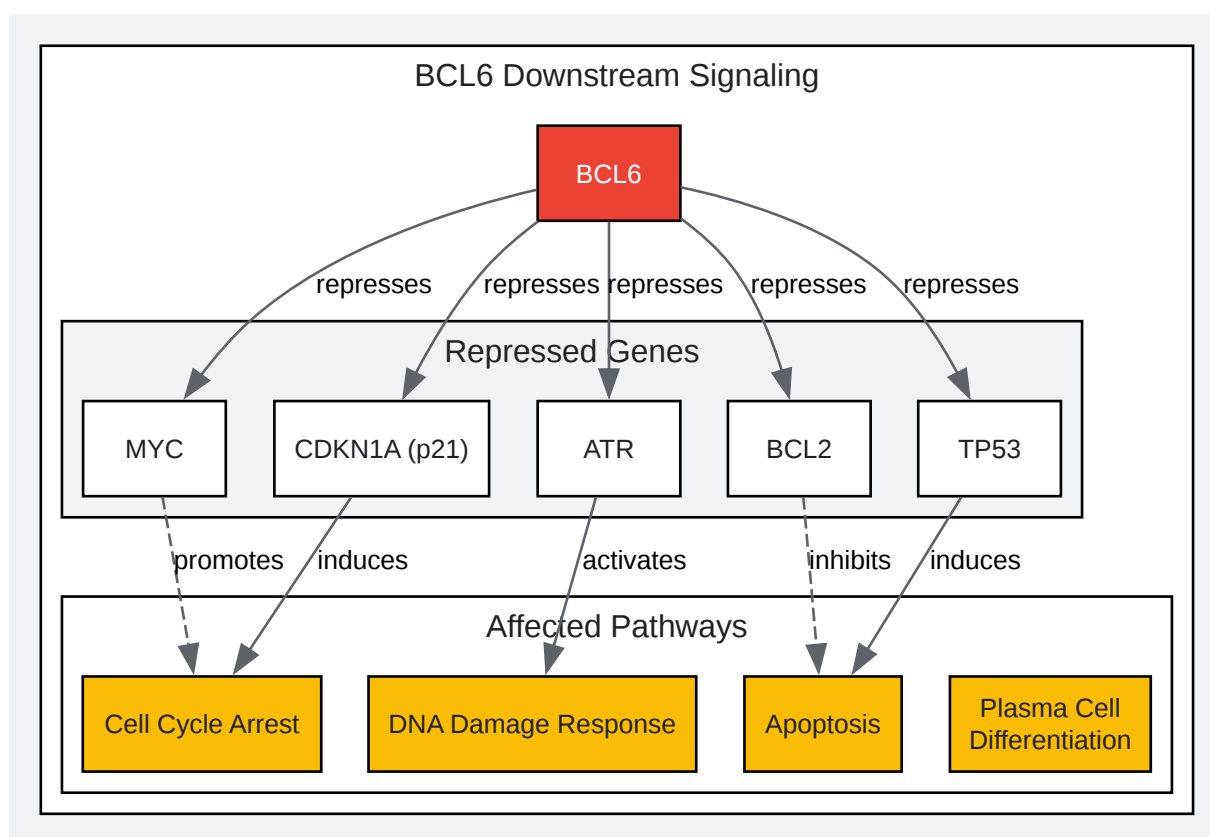 BCL6 Downstream Signaling
BCL6
represses represses represses represses represses
Repressed Genes
MYC CDKN1A (p21) ATR BCL2 TP53
promotes induces activates inhibits induces
Affected Pathways
Cell Cycle Arrest DNA Damage Response Apoptosis Plasma Cell
Differentiation